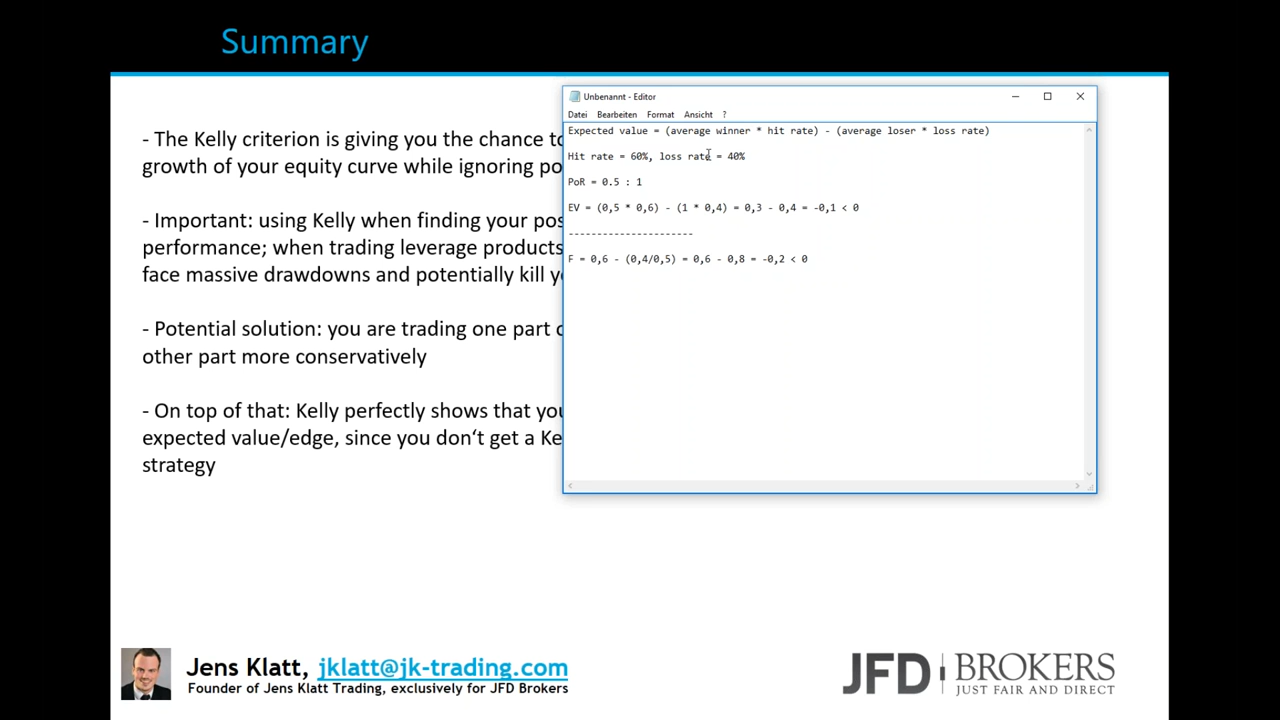 Summary
- The Kelly criterion is giving you the chance
growth of your equity curve while ignoring
- Important: using Kelly when finding your
performance; when trading leverage products
face massive drawdowns and potentially kill
- Potential solution: you are trading one part
other part more conservatively
- On top of that: Kelly perfectly shows that
expected value/edge, since you don‘t get a
strategy
Unbenannt - Editor
Datei Bearbeiten Format Ansicht ?
Expected value = (average winner * hit rate) - (average loser * loss rate)
Hit rate = 60%, loss rate = 40%
PoR = 0.5 : 1
EV = (0,5 * 0,6) - (1 * 0,4) = 0,3 - 0,4 = -0,1 < 0
----------------------
F = 0,6 - (0,4/0,5) = 0,6 - 0,8 = -0,2 < 0
Jens Klatt, jklatt@jk-trading.com
Founder of Jens Klatt Trading, exclusively for JFD Brokers
JFD BROKERS
JUST FAIR AND DIRECT